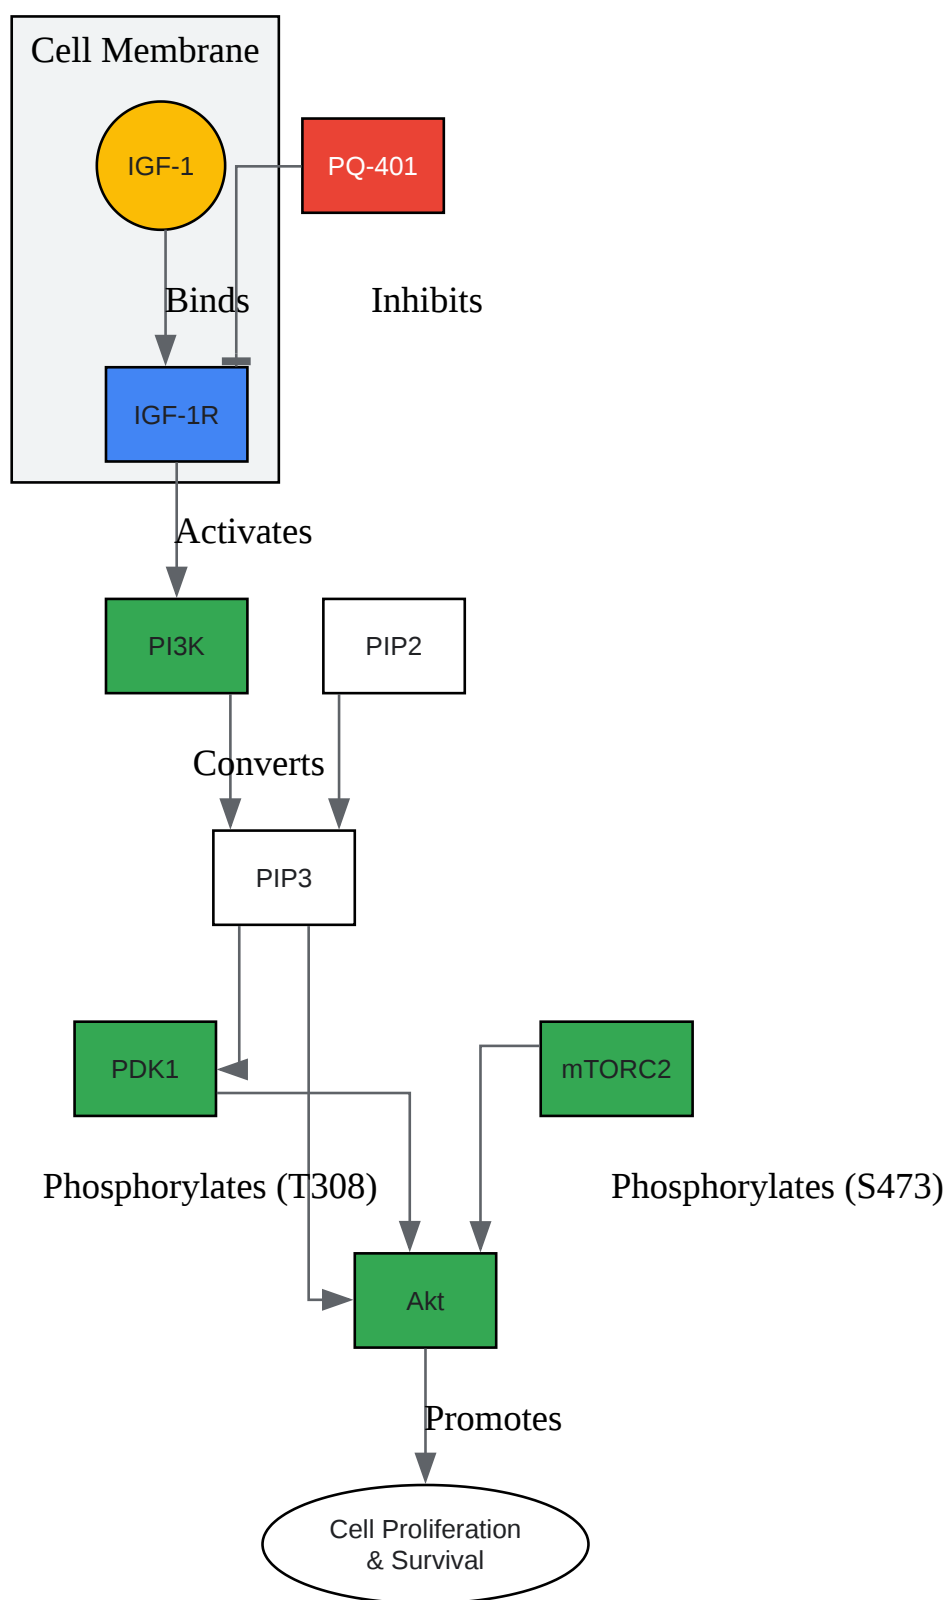 Cell Membrane
IGF-1
PQ-401
Binds
Inhibits
IGF-1R
Activates
PI3K
PIP2
Converts
PIP3
PDK1
mTORC2
Phosphorylates (T308)
Phosphorylates (S473)
Akt
Promotes
Cell Proliferation
& Survival